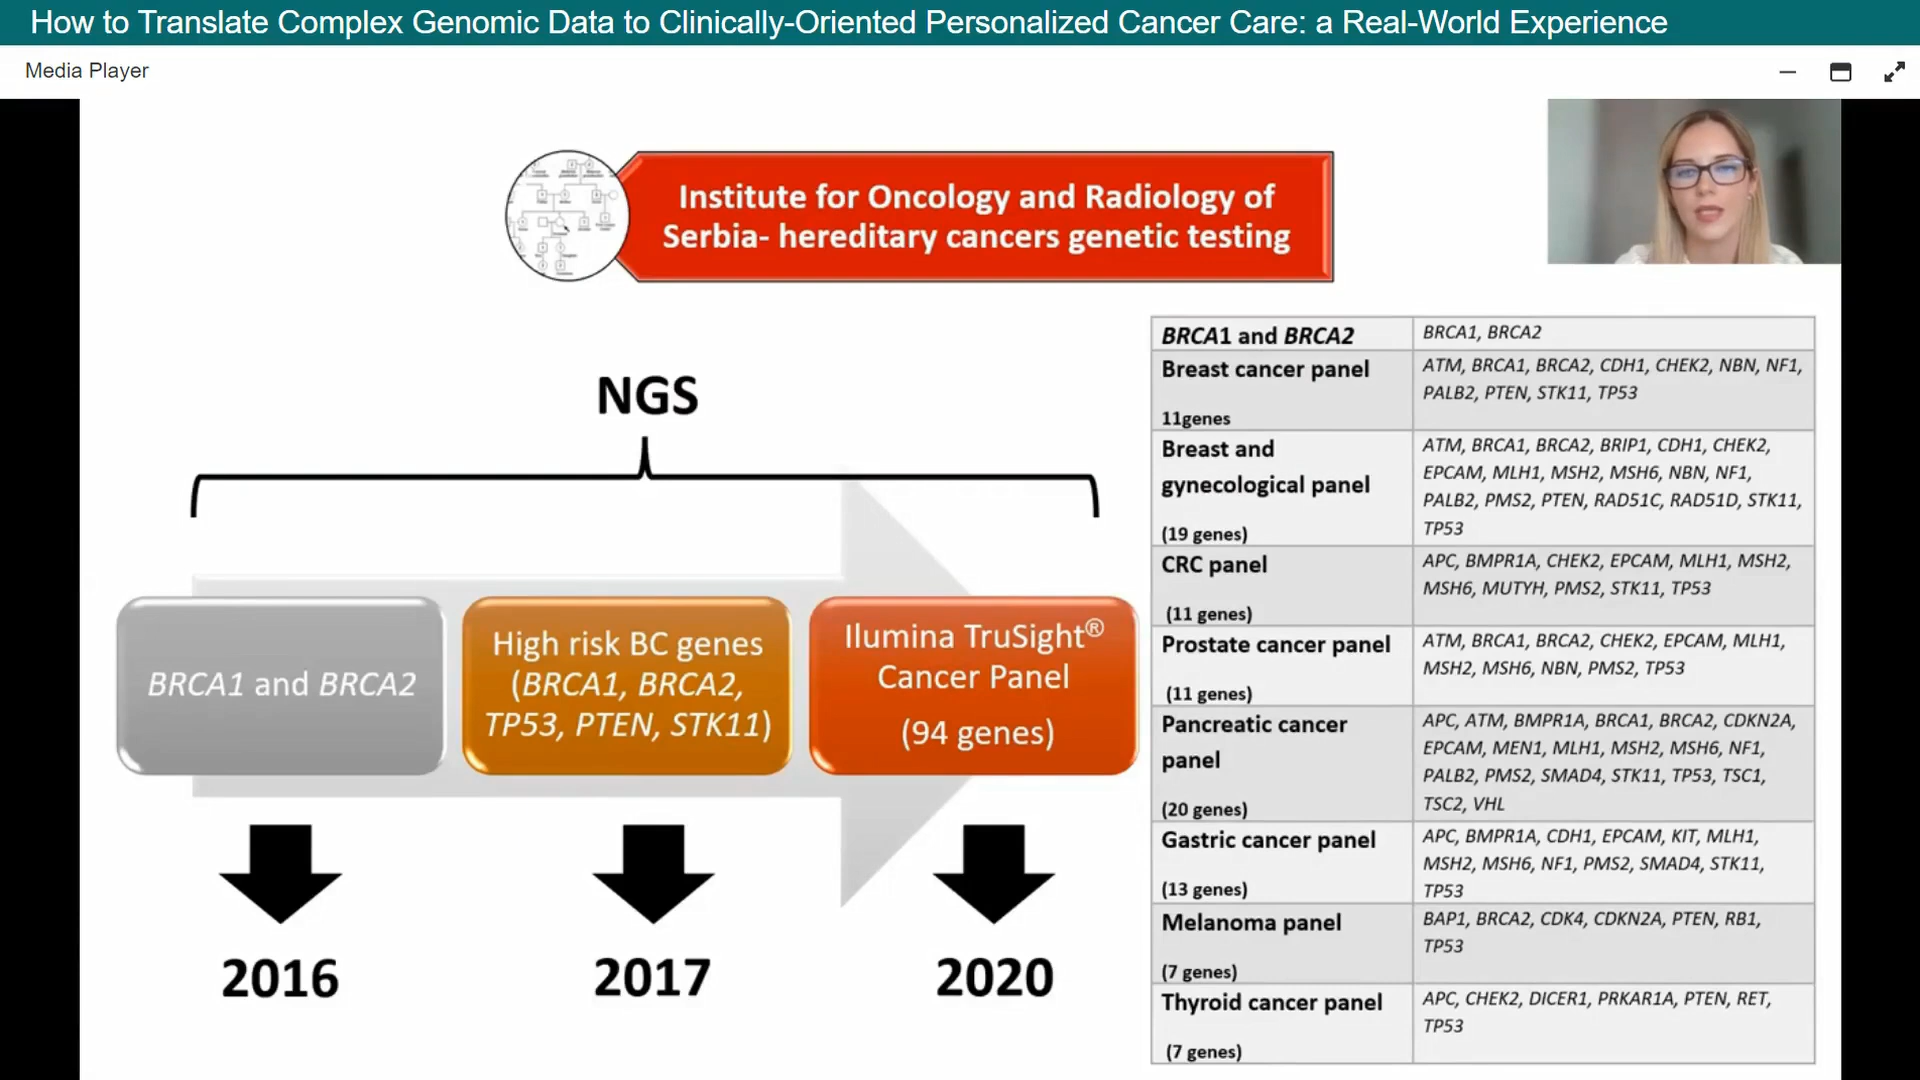 How to Translate Complex Genomic Data to Clinically-Oriented Personalized Cancer Care: a Real-World Experience
Media Player
Institute for Oncology and Radiology of
Serbia- hereditary cancers genetic testing
NGS
BRCA1 and BRCA2
High risk BC genes
(BRCA1, BRCA2,
TP53, PTEN, STK11)
Ilumina TruSight®
Cancer Panel
(94 genes)
2016
2017
2020
BRCA1 and BRCA2
BRCA1, BRCA2
Breast cancer panel
11genes
ATM, BRCA1, BRCA2, CDH1, CHEK2, NBN, NF1,
PALB2, PTEN, STK11, TP53
Breast and
gynecological panel
(19 genes)
ATM, BRCA1, BRCA2, BRIP1, CDH1, CHEK2,
EPCAM, MLH1, MSH2, MSH6, NBN, NF1,
PALB2, PMS2, PTEN, RAD51C, RAD51D, STK11,
TP53
CRC panel
(11 genes)
APC, BMPR1A, CHEK2, EPCAM, MLH1, MSH2,
MSH6, MUTYH, PMS2, STK11, TP53
Prostate cancer panel
(11 genes)
ATM, BRCA1, BRCA2, CHEK2, EPCAM, MLH1,
MSH2, MSH6, NBN, PMS2, TP53
Pancreatic cancer
panel
(20 genes)
APC, ATM, BMPR1A, BRCA1, BRCA2, CDKN2A,
EPCAM, MEN1, MLH1, MSH2, MSH6, NF1,
PALB2, PMS2, SMAD4, STK11, TP53, TSC1,
TSC2, VHL
Gastric cancer panel
(13 genes)
APC, BMPR1A, CDH1, EPCAM, KIT, MLH1,
MSH2, MSH6, NF1, PMS2, SMAD4, STK11,
TP53
Melanoma panel
(7 genes)
BAP1, BRCA2, CDK4, CDKN2A, PTEN, RB1,
TP53
Thyroid cancer panel
(7 genes)
APC, CHEK2, DICER1, PRKAR1A, PTEN, RET,
TP53